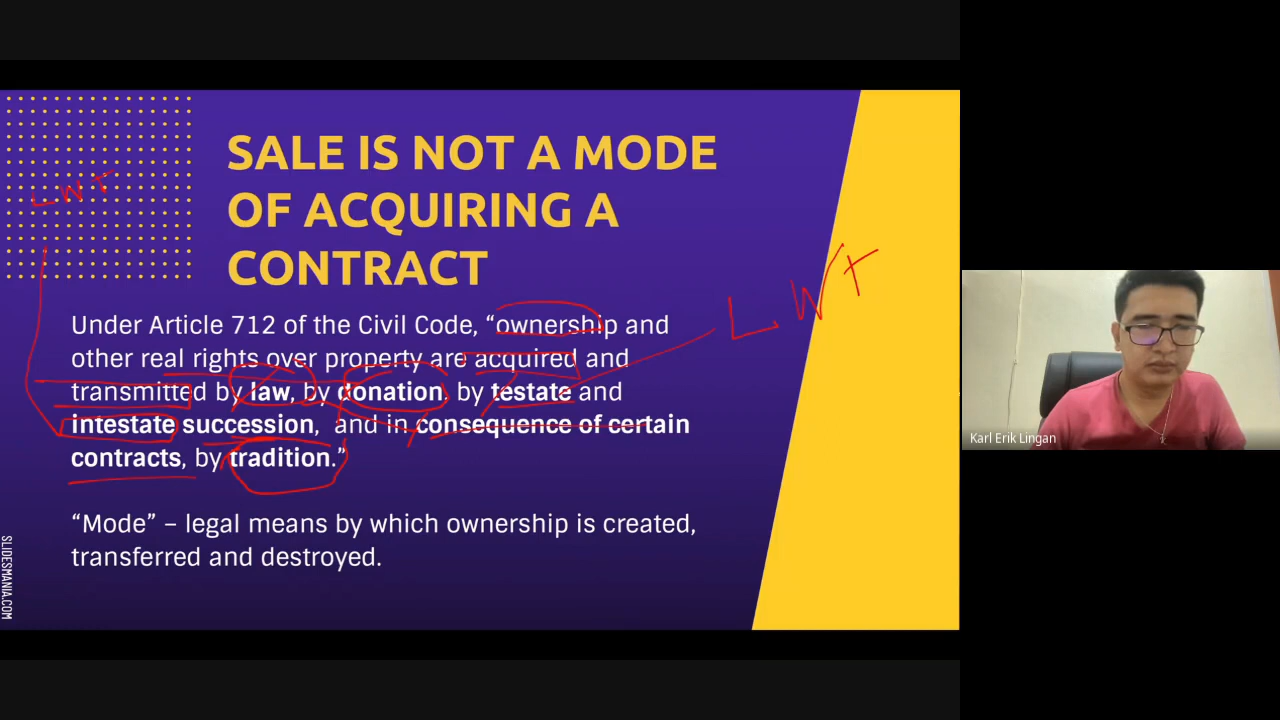 SALE IS NOT A MODE
OF ACQUIRING A
CONTRACT
L W T
Under Article 712 of the Civil Code, “ownership and
other real rights over property are acquired and
transmitted by law, by donation, by testate and
intestate succession, and in consequence of certain
contracts, by tradition.”
L W T
“Mode” – legal means by which ownership is created,
transferred and destroyed.
SLIDESMANIA.COM
Karl Erik Lingan